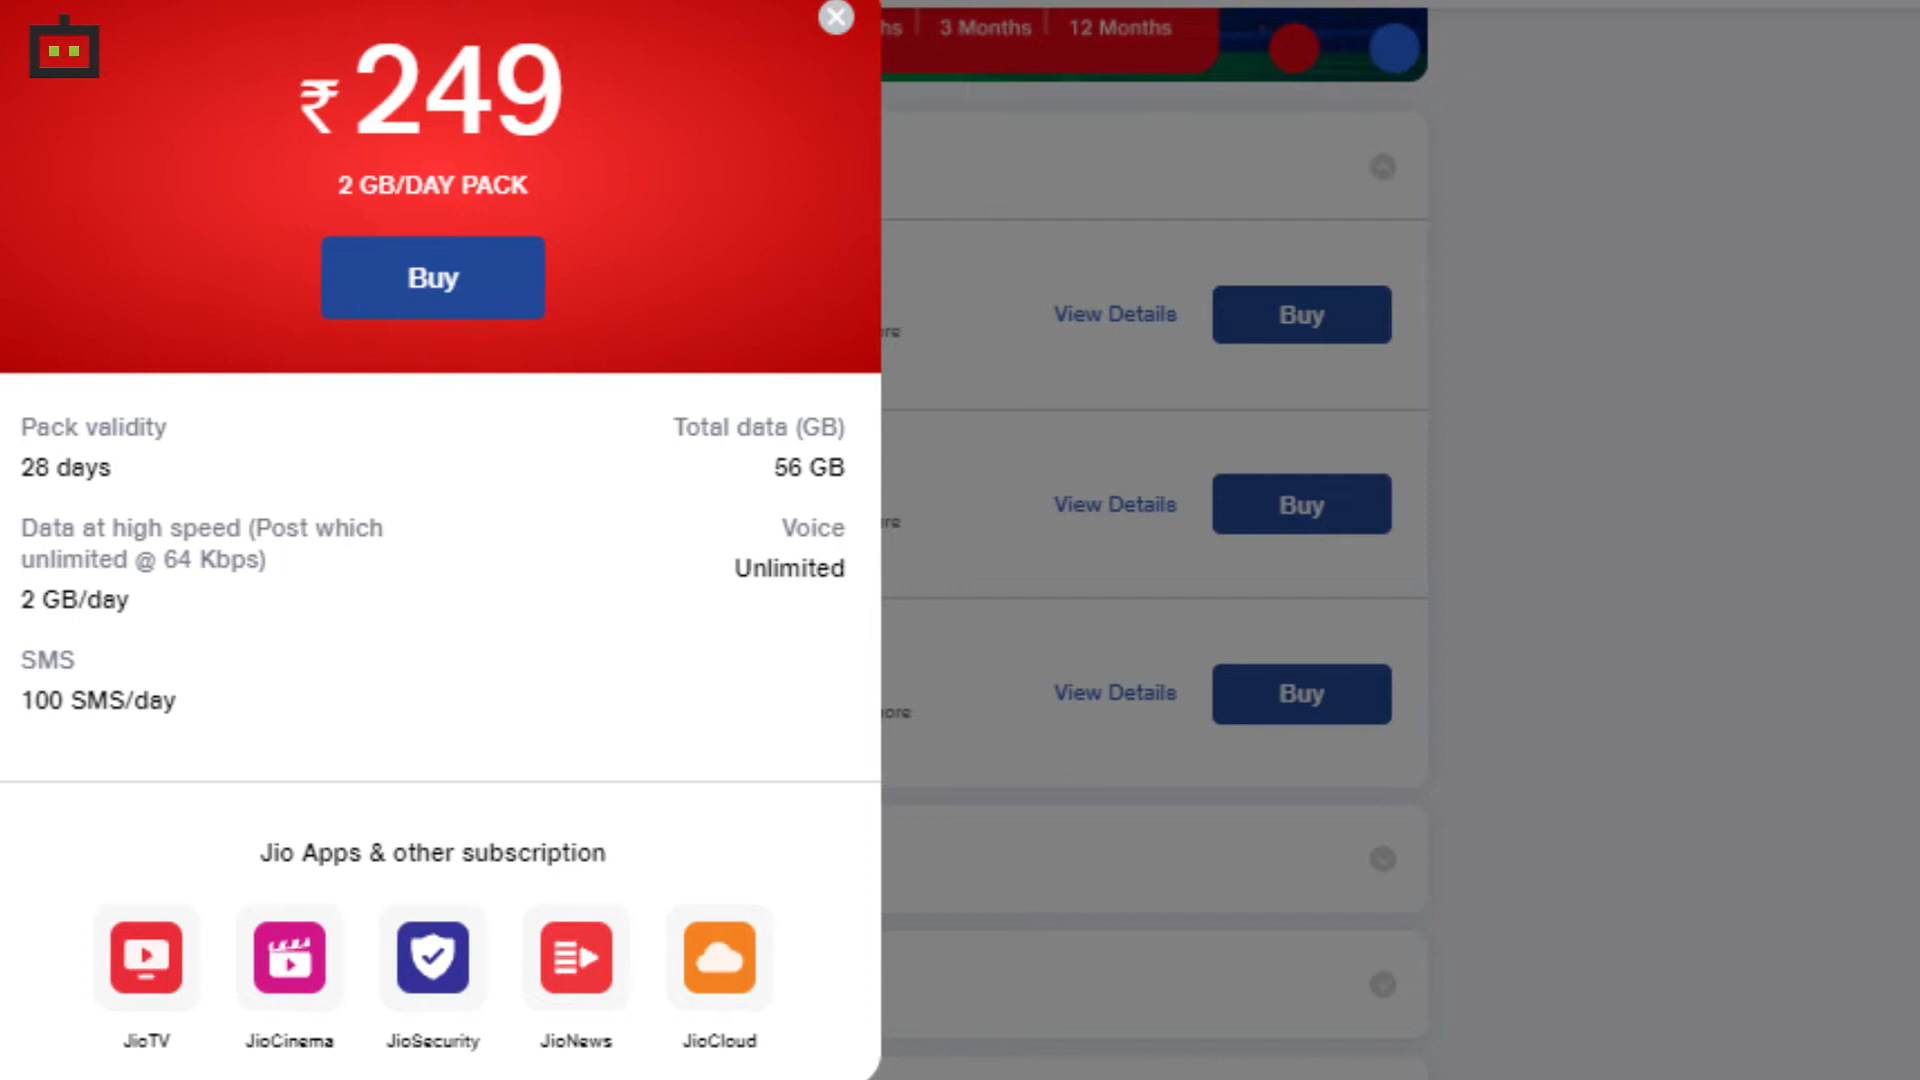 ₹249
2 GB/DAY PACK
Buy
Pack validity
28 days
Total data (GB)
56 GB
Data at high speed (Post which
unlimited @ 64 Kbps)
2 GB/day
Voice
Unlimited
SMS
100 SMS/day
Jio Apps & other subscription
JioTV
JioCinema
JioSecurity
JioNews
JioCloud
3 Months
12 Months
View Details
Buy
View Details
Buy
View Details
Buy